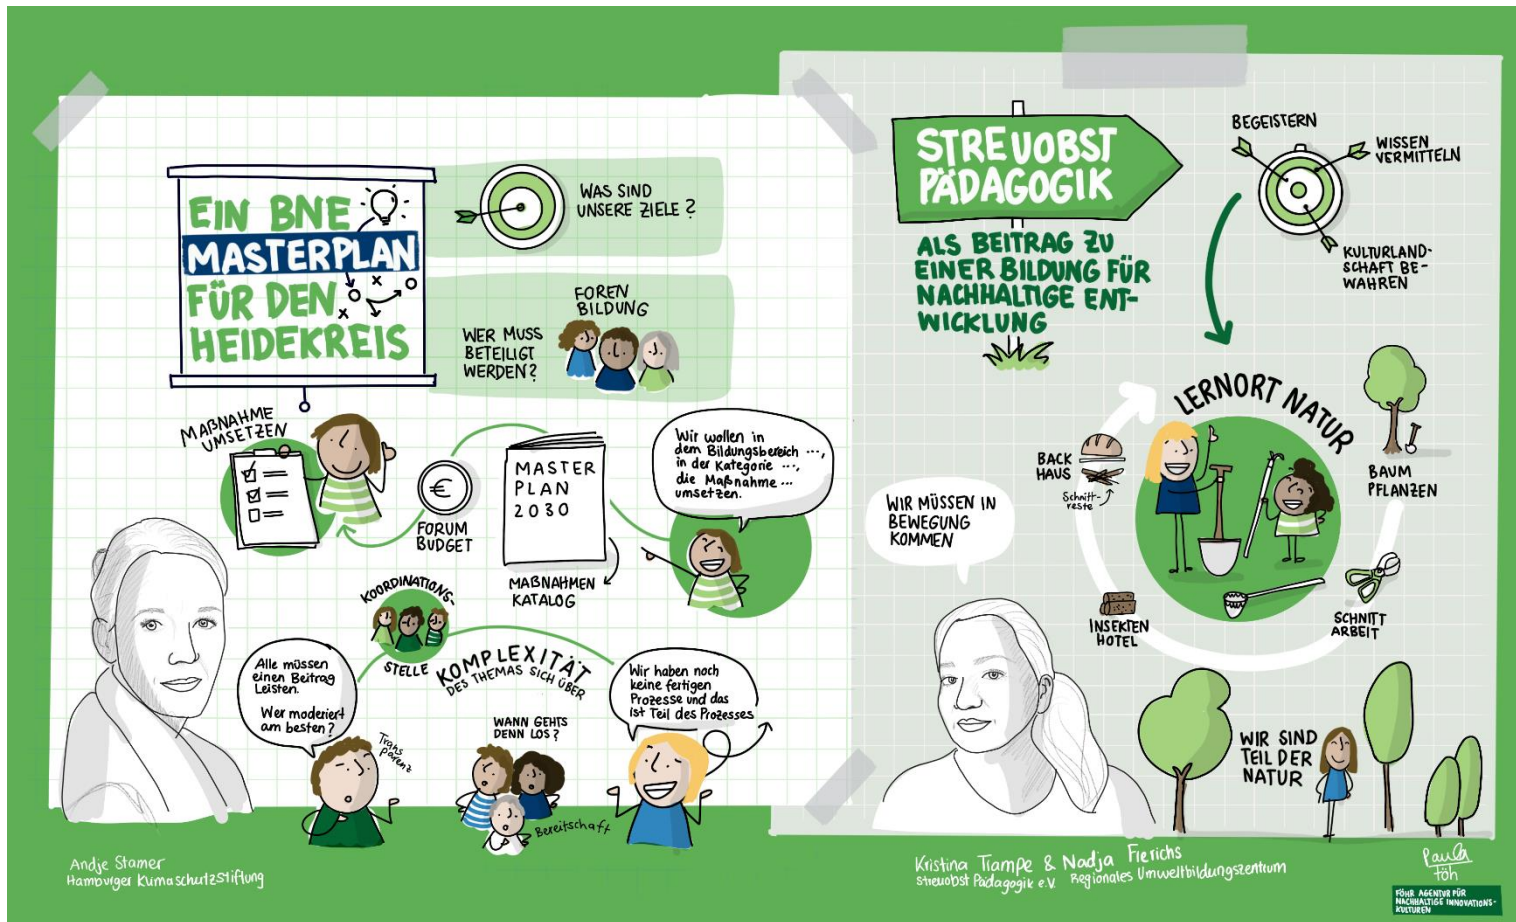 EIN BNE
MASTERPLAN
FÜR DEN
HEIDEKREIS
WAS SIND
UNSERE ZIELE?
FOREN
BILDUNG
WER MUSS
BETEILIGT
WERDEN?
MAẞNAHME
UMSETZEN
€
FORUM
BUDGET
MASTER
PLAN
2030
MAẞNAHMEN
KATALOG
Wir wollen in
dem Bildungsbereich ...,
in der Kategorie ...,
die Maßnahme ...
umsetzen.
KOORDINATIONS-
STELLE
KOMPLEXITÄT
DES THEMAS SICH ÜBER
Alle müssen
einen Beitrag
Leisten.
Wer moderiert
am besten?
Trans
parenz
WANN GEHTS
DENN LOS?
Bereitschaft
Wir haben noch
keine fertigen
Prozesse und das
ist Teil des Prozesses
Andje Stamer
Hamburger Klimaschutzstiftung
STREUOBST
PÄDAGOGIK
ALS BEITRAG ZU
EINER BILDUNG FÜR
NACHHALTIGE ENT-
WICKLUNG
BEGEISTERN
WISSEN
VERMITTELN
KULTURLAND-
SCHAFT BE-
WAHREN
LERNORT NATUR
BACK
HAUS
Schnitt-
reste
BAUM
PFLANZEN
SCHNITT
ARBEIT
INSEKTEN
HOTEL
WIR MÜSSEN IN
BEWEGUNG
KOMMEN
WIR SIND
TEIL DER
NATUR
Kristina Tiampe & Nadja Fierichs
Streuobst Pädagogik e.V. Regionales Umweltbildungszentrum
Paula
Föh
FÖHR AGENTUR FÜR
NACHHALTIGE INNOVATIONS-
KULTUREN